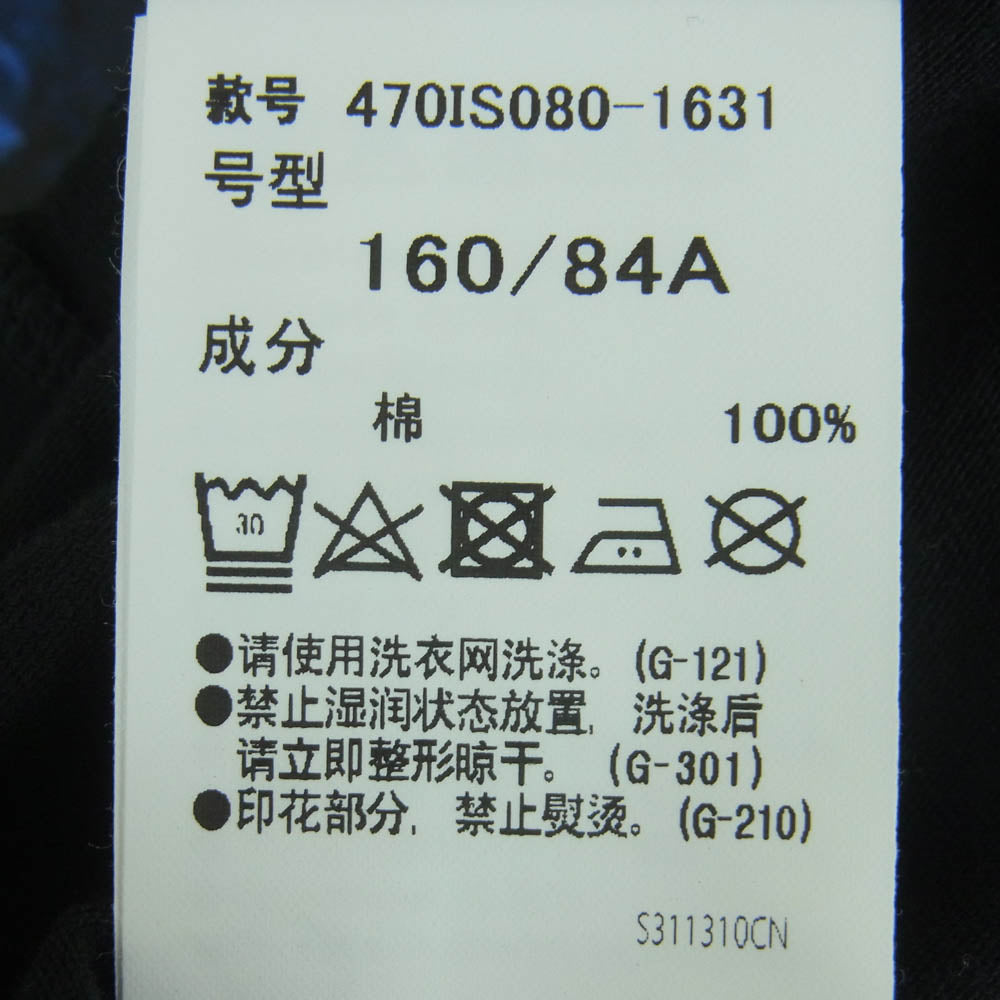 款号 470IS080-1631
号型
160/84A
成分
棉 100%
30
●请使用洗衣网洗涤。(G-121)
●禁止湿润状态放置，洗涤后
请立即整形晾干。(G-301)
●印花部分，禁止熨烫。(G-210)
S311310CN